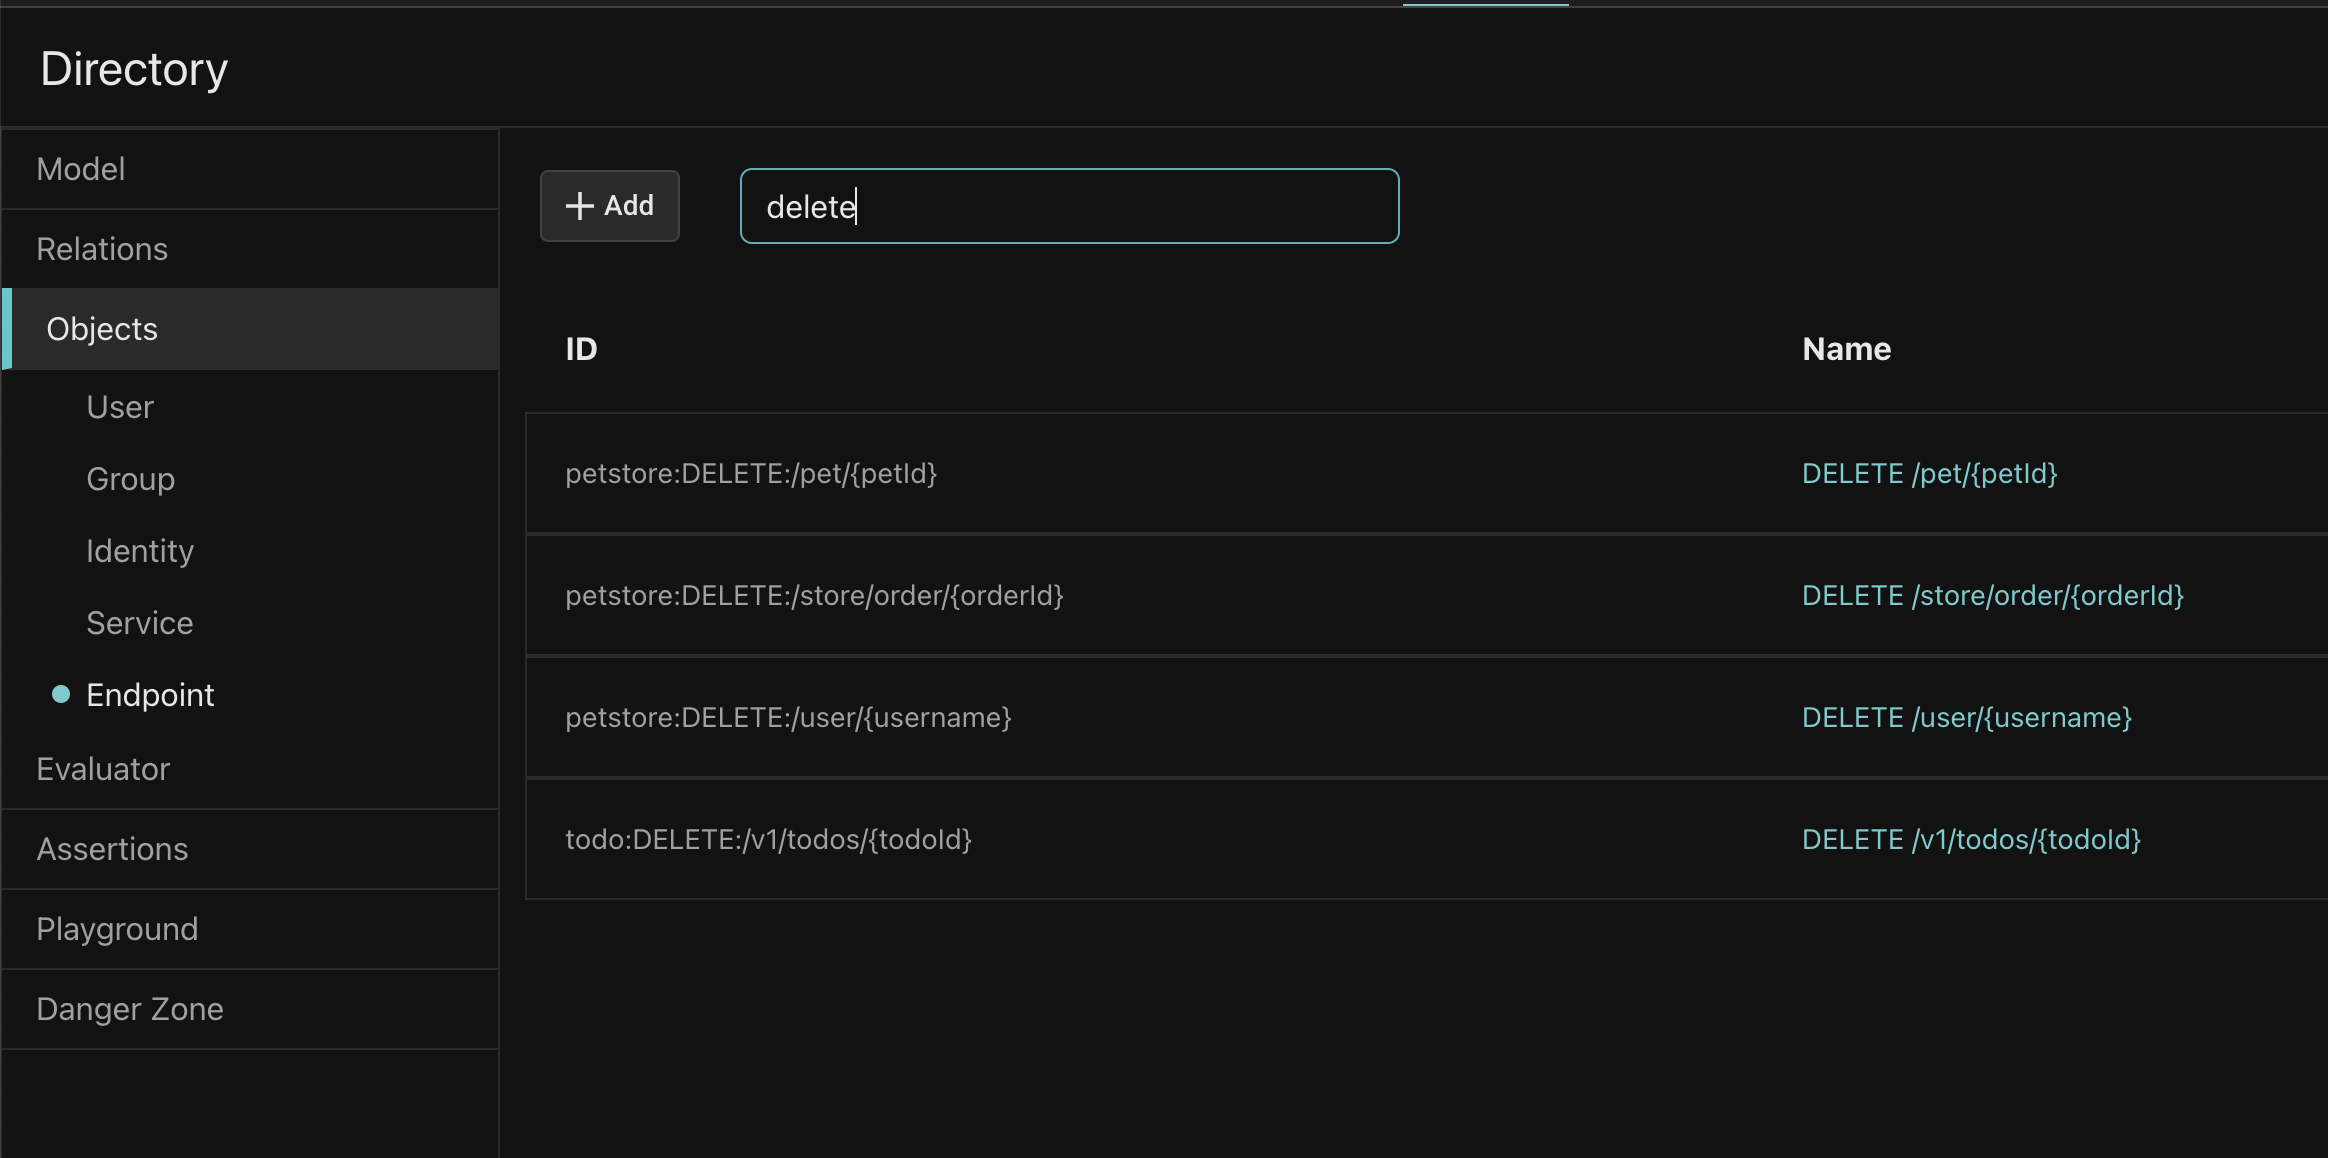 Directory
Model
Relations
Objects
User
Group
Identity
Service
Endpoint
Evaluator
Assertions
Playground
Danger Zone
+ Add
delete
ID Name
petstore:DELETE:/pet/{petId} DELETE /pet/{petId}
petstore:DELETE:/store/order/{orderId} DELETE /store/order/{orderId}
petstore:DELETE:/user/{username} DELETE /user/{username}
todo:DELETE:/v1/todos/{todoId} DELETE /v1/todos/{todoId}